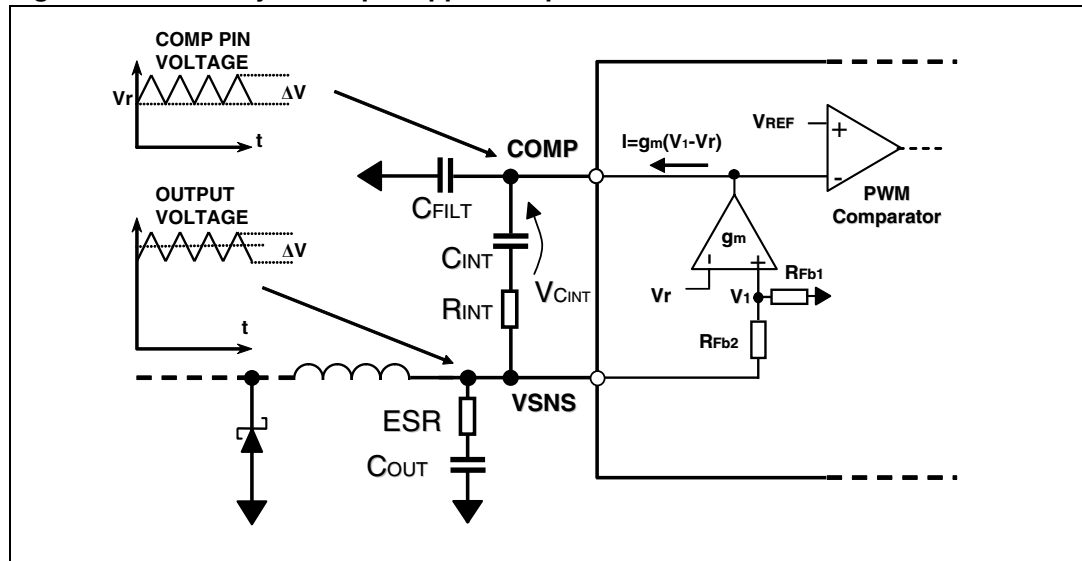 COMP PIN
VOLTAGE
Vr
ΔV
t
OUTPUT
VOLTAGE
ΔV
t
COMP
CFILT
CINT
VCINT
RINT
VSNS
ESR
COUT
I=gm(V1-Vr)
VREF
+
-
PWM
Comparator
gm
-
+
Vr
V1
RFb1
RFb2